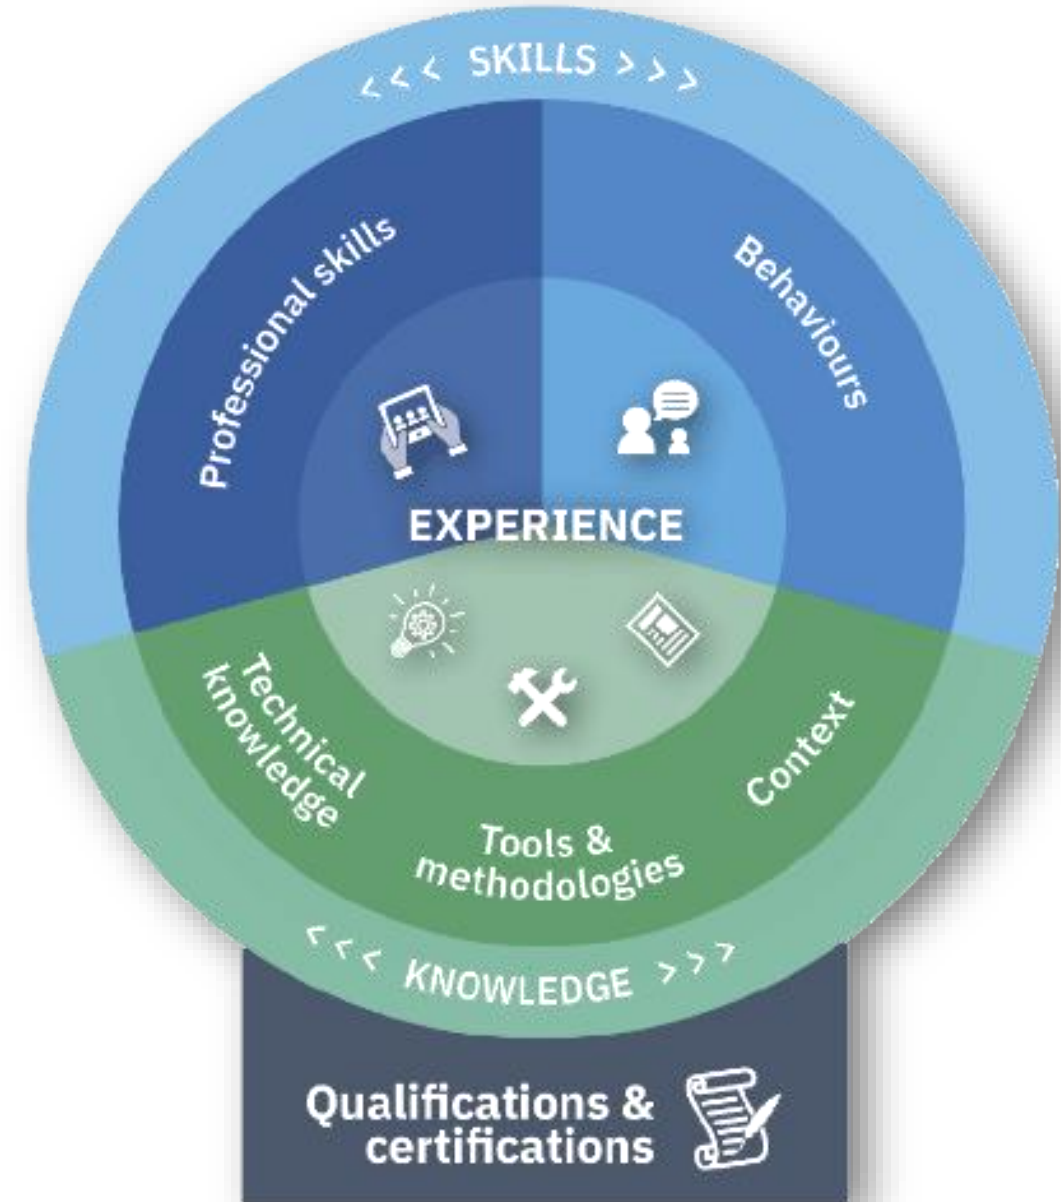 <<< SKILLS >>>
Professional skills
Behaviours
EXPERIENCE
Technical
knowledge
Tools &
methodologies
Context
<<< KNOWLEDGE >>>
Qualifications &
certifications